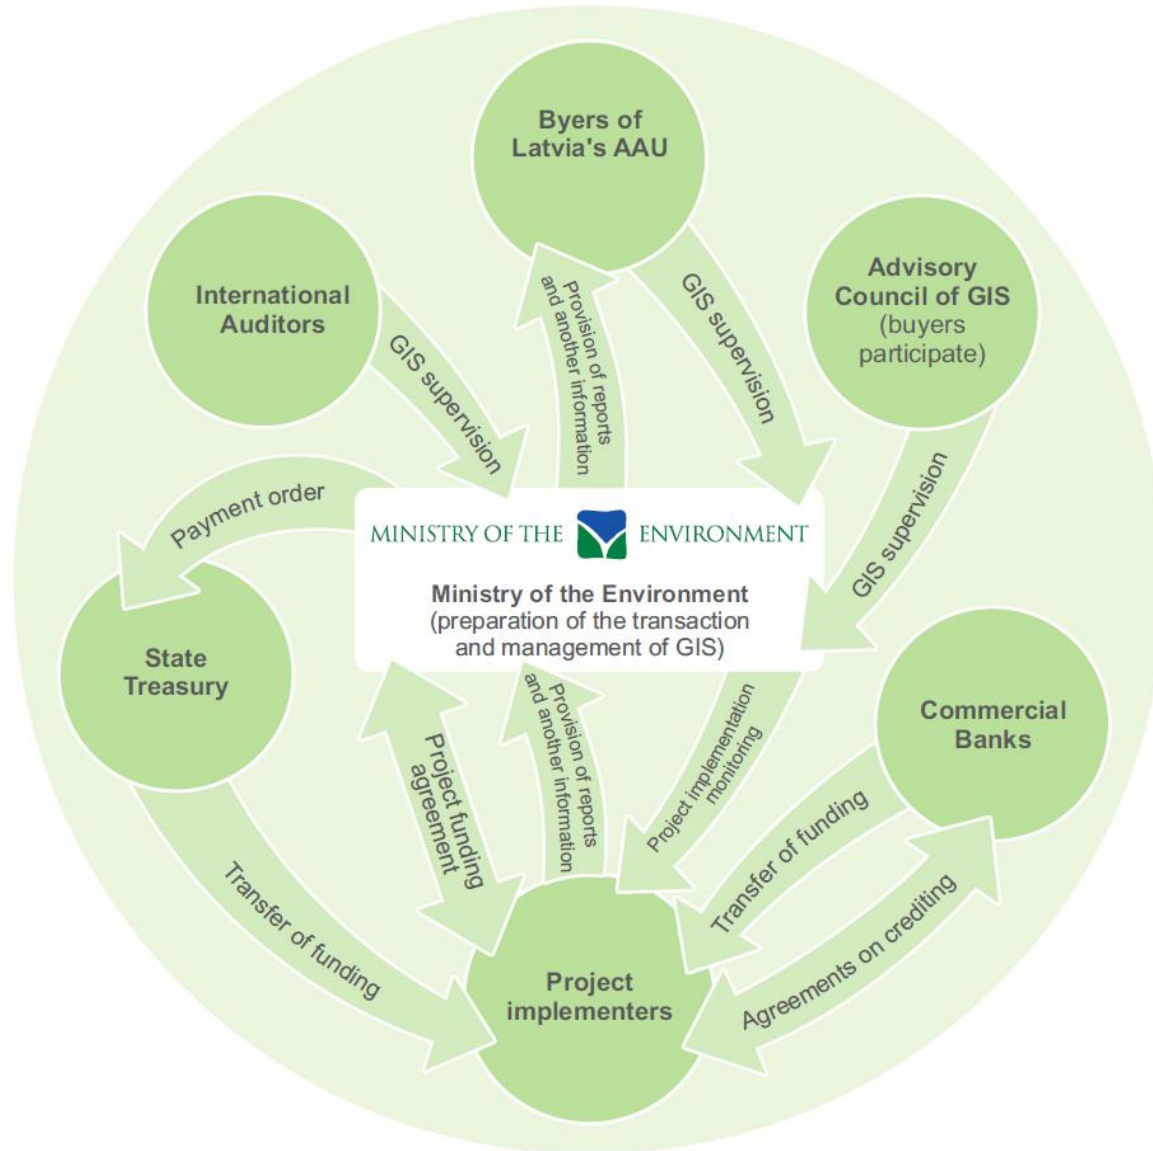 Byers of
Latvia's AAU
International
Auditors
Advisory
Council of GIS
(buyers
participate)
GIS supervision
Provision of reports
and another information
GIS supervision
GIS supervision
Payment order
MINISTRY OF THE ENVIRONMENT
Ministry of the Environment
(preparation of the transaction
and management of GIS)
State
Treasury
Commercial
Banks
Project funding
agreement
Provision of reports
and another information
Project implementation
monitoring
Transfer of funding
Transfer of funding
Agreements on crediting
Project
implementers